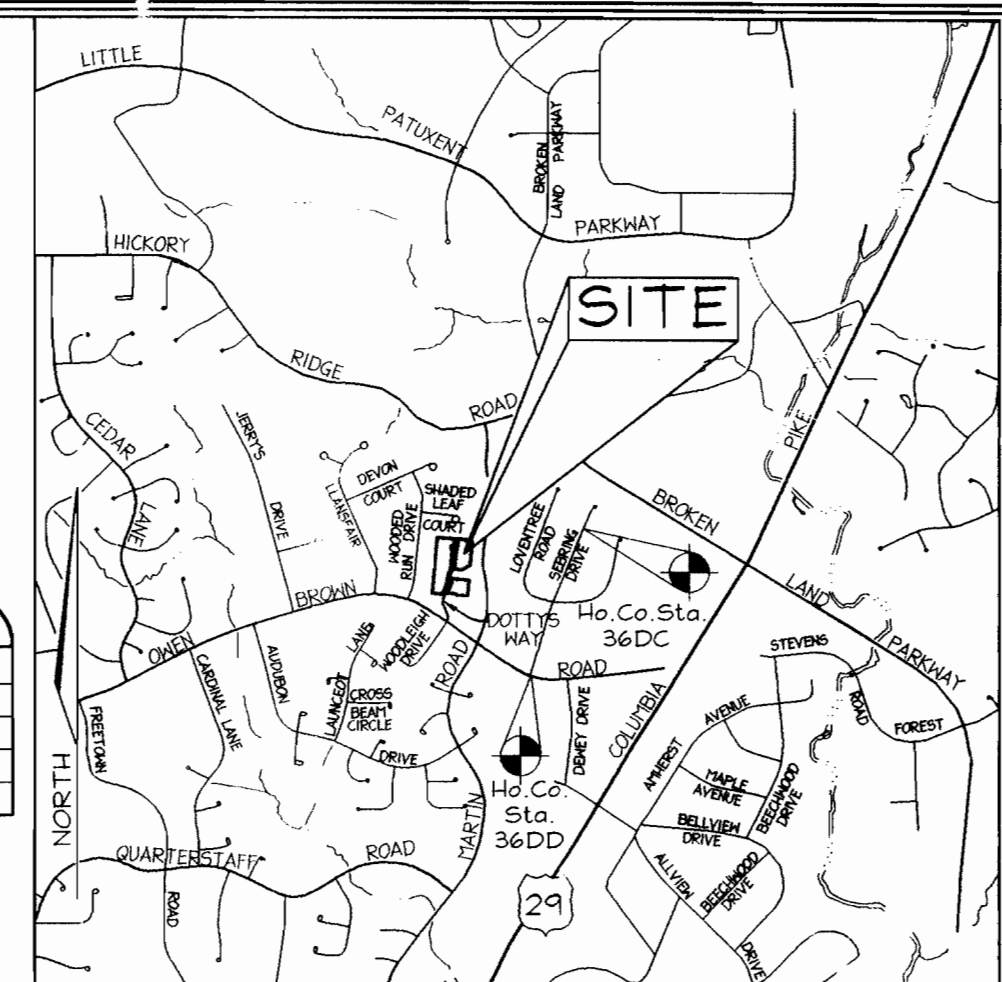 LITTLE
PATUXENT
BROKEN
LAND PARKWAY
PARKWAY
HICKORY
SITE
RIDGE
ROAD
PIKE
CEDAR
LANE
JERRY'S
DRIVE
LLANSFAIR
DEVON
COURT
SHADED
LEAF
COURT
WOODED
RUN DRIVE
LOVENTREE
ROAD
SEBRING
DRIVE
BROKEN
LAND
PARKWAY
BROWN
OWEN
DOTTYS
WAY
Ho.Co.Sta.
36DC
ROAD
STEVENS
ROAD
FOREST
CARDINAL LANE
AUDUBON
LAUNCELOT
LANG
WOODLEIGH
DRIVE
ROAD
CROSS
BEAM
CIRCLE
DRIVE
DEWEY DRIVE
COLUMBIA
AMHERST
AVENUE
MAPLE
AVENUE
BELLVIEW
DRIVE
BEECHWOOD
DRIVE
FREETOWN
NORTH
Ho.Co.
Sta.
36DD
MARTIN
QUARTERSTAFF
ROAD
ROAD
29
ALLVIEW
BEECHWOOD
DRIVE
DRIVE